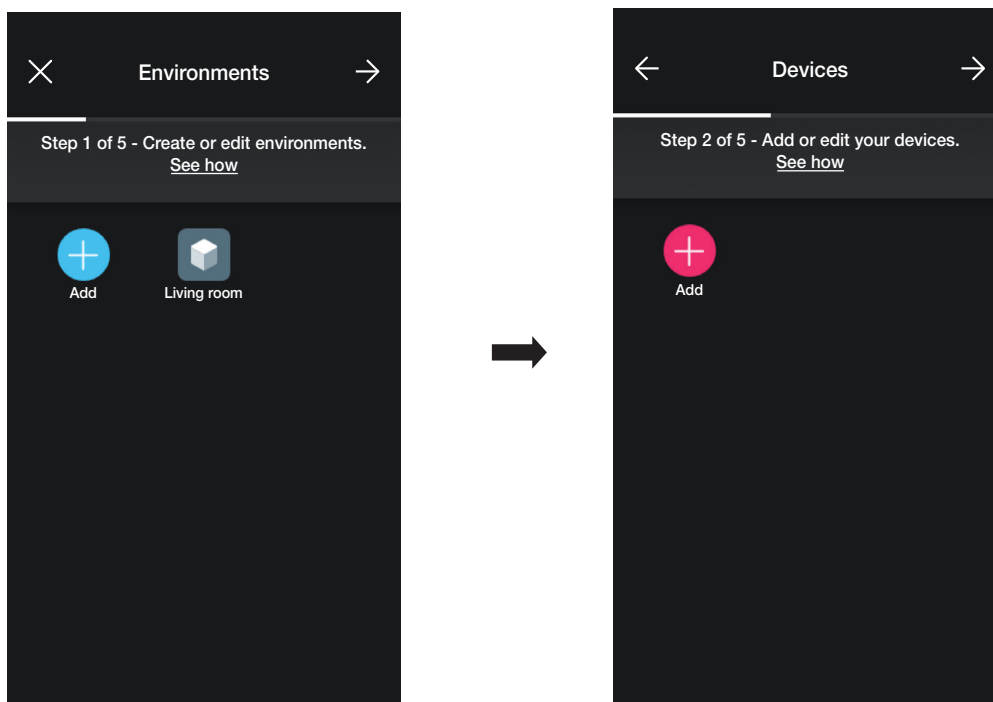 Environments
Step 1 of 5 - Create or edit environments.
See how
Add
Living room
Devices
Step 2 of 5 - Add or edit your devices.
See how
Add